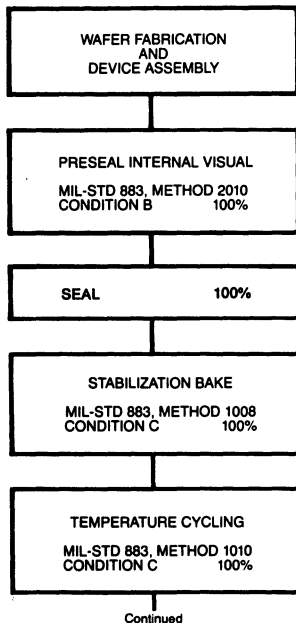 WAFER FABRICATION
AND
DEVICE ASSEMBLY
PRESEAL INTERNAL VISUAL
MIL-STD 883, METHOD 2010
CONDITION B 100%
SEAL 100%
STABILIZATION BAKE
MIL-STD 883, METHOD 1008
CONDITION C 100%
TEMPERATURE CYCLING
MIL-STD 883, METHOD 1010
CONDITION C 100%
Continued